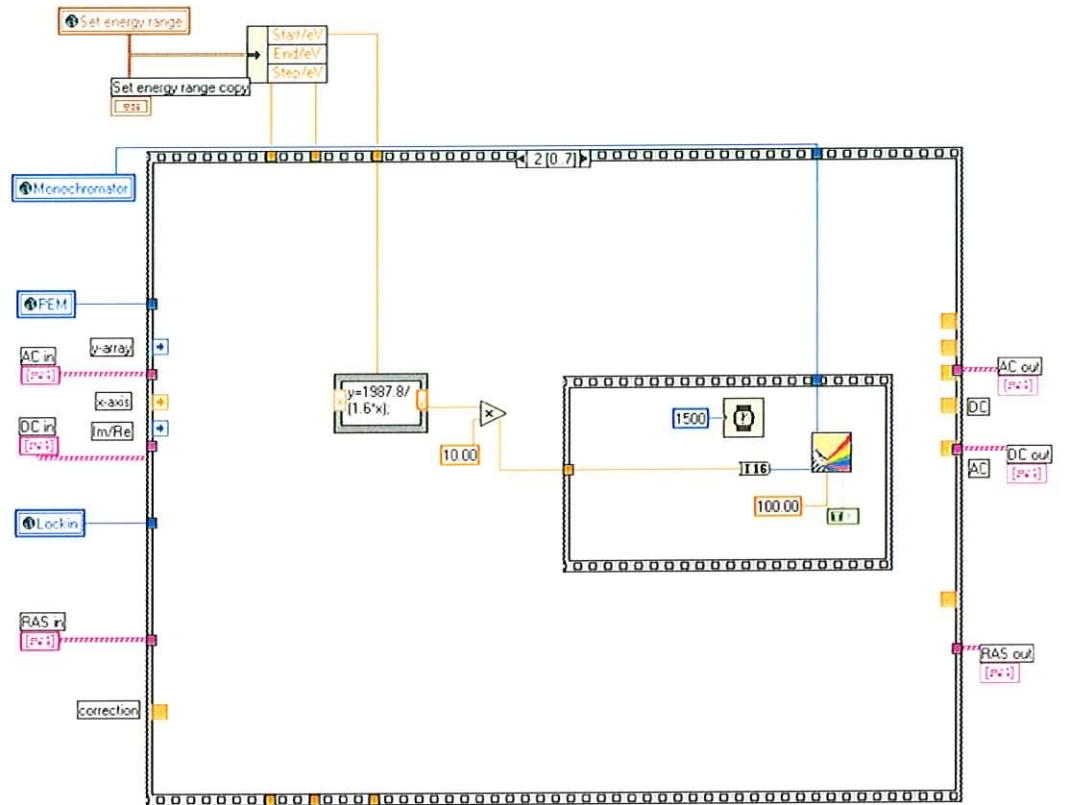 Set energy range
Start/eV
End/eV
Step/eV
Set energy range copy
2 [0..7]
Monochromator
PEM
y-array
AC in
x-axis
DC in
Im/Re
Lockin
RAS in
correction
y=1987.8/
(1.6*x);
x
10.00
1500
I16
100.00
AC out
DC
DC out
AC
RAS out